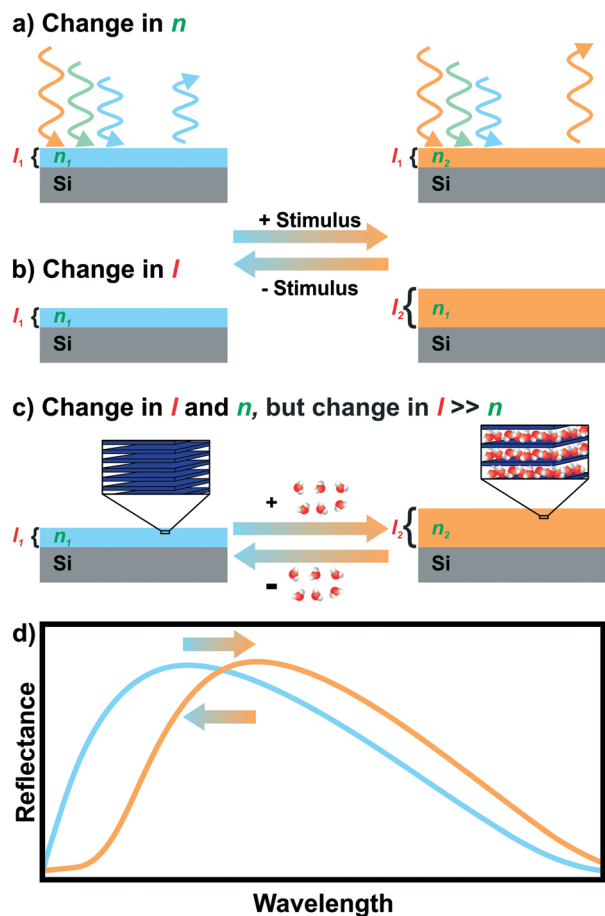 a) Change in n
l1 { n1
Si
l1 { n2
Si
+ Stimulus
- Stimulus
b) Change in l
l1 { n1
Si
l2 { n1
Si
c) Change in l and n, but change in l >> n
+
l1 { n1
Si
l2 { n2
Si
-
d)
Reflectance
Wavelength